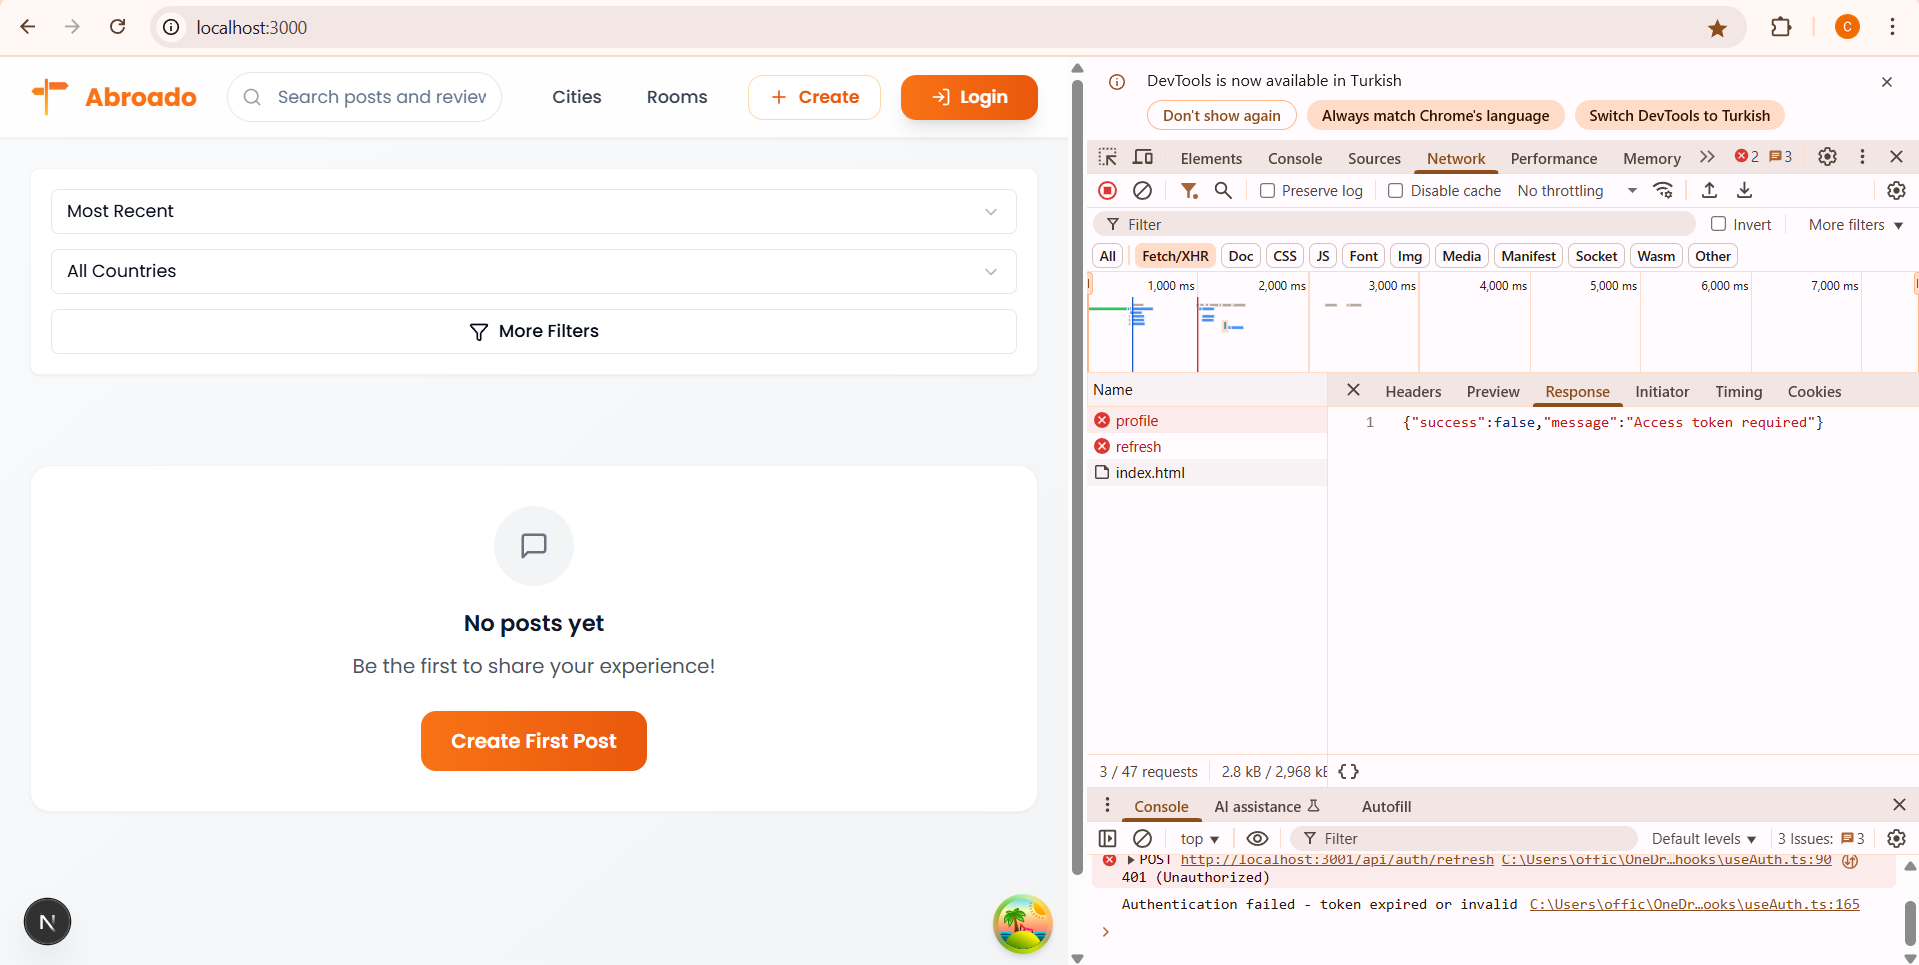 localhost:3000
C
Abroado
Search posts and review
Cities
Rooms
+ Create
Login
Most Recent
All Countries
More Filters
No posts yet
Be the first to share your experience!
Create First Post
N
DevTools is now available in Turkish
Don't show again
Always match Chrome's language
Switch DevTools to Turkish
Elements
Console
Sources
Network
Performance
Memory
2
3
Preserve log
Disable cache
No throttling
Filter
Invert
More filters
All
Fetch/XHR
Doc
CSS
JS
Font
Img
Media
Manifest
Socket
Wasm
Other
1,000 ms
2,000 ms
3,000 ms
4,000 ms
5,000 ms
6,000 ms
7,000 ms
Name
Headers
Preview
Response
Initiator
Timing
Cookies
profile
refresh
index.html
1 {"success":false,"message":"Access token required"}
3 / 47 requests
2.8 kB / 2,968 kE
{}
Console
AI assistance
Autofill
top
Filter
Default levels
3 Issues:
3
POST http://localhost:3001/api/auth/refresh C:\Users\offic\OneDr…hooks\useAuth.ts:90
401 (Unauthorized)
Authentication failed - token expired or invalid C:\Users\offic\OneDr…ooks\useAuth.ts:165